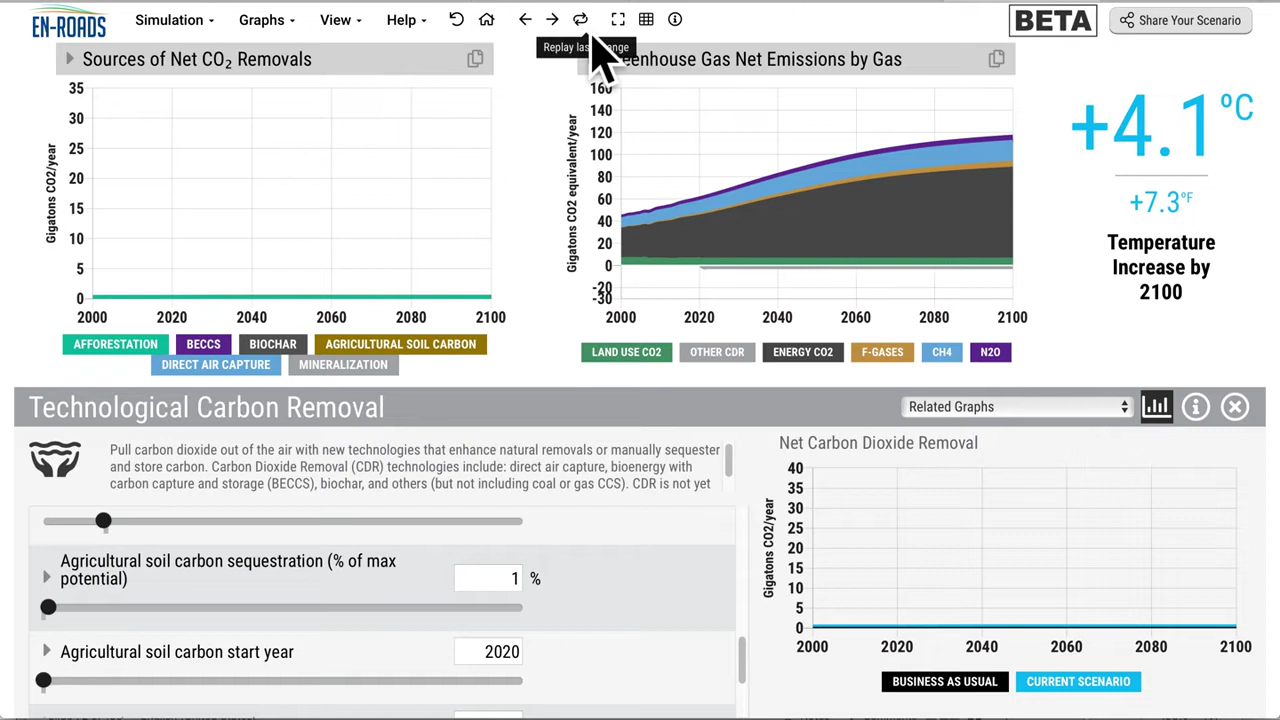 EN-ROADS
Simulation
Graphs
View
Help
BETA
Share Your Scenario
Replay las nge
Sources of Net CO₂ Removals
enhouse Gas Net Emissions by Gas
35
30
25
20
15
10
5
0
Gigatons CO2/year
2000 2020 2040 2060 2080 2100
AFFORESTATION BECCS BIOCHAR AGRICULTURAL SOIL CARBON
DIRECT AIR CAPTURE MINERALIZATION
160
140
120
100
80
60
40
20
0
-20
-30
Gigatons CO2 equivalent/year
2000 2020 2040 2060 2080 2100
LAND USE CO2 OTHER CDR ENERGY CO2 F-GASES CH4 N2O
+4.1 ºC
+7.3 ºF
Temperature
Increase by
2100
Technological Carbon Removal
Related Graphs
Pull carbon dioxide out of the air with new technologies that enhance natural removals or manually sequester
and store carbon. Carbon Dioxide Removal (CDR) technologies include: direct air capture, bioenergy with
carbon capture and storage (BECCS), biochar, and others (but not including coal or gas CCS). CDR is not yet
Agricultural soil carbon sequestration (% of max
potential)
1 %
Agricultural soil carbon start year
2020
Net Carbon Dioxide Removal
40
35
30
25
20
15
10
5
0
Gigatons CO2/year
2000 2020 2040 2060 2080 2100
BUSINESS AS USUAL CURRENT SCENARIO